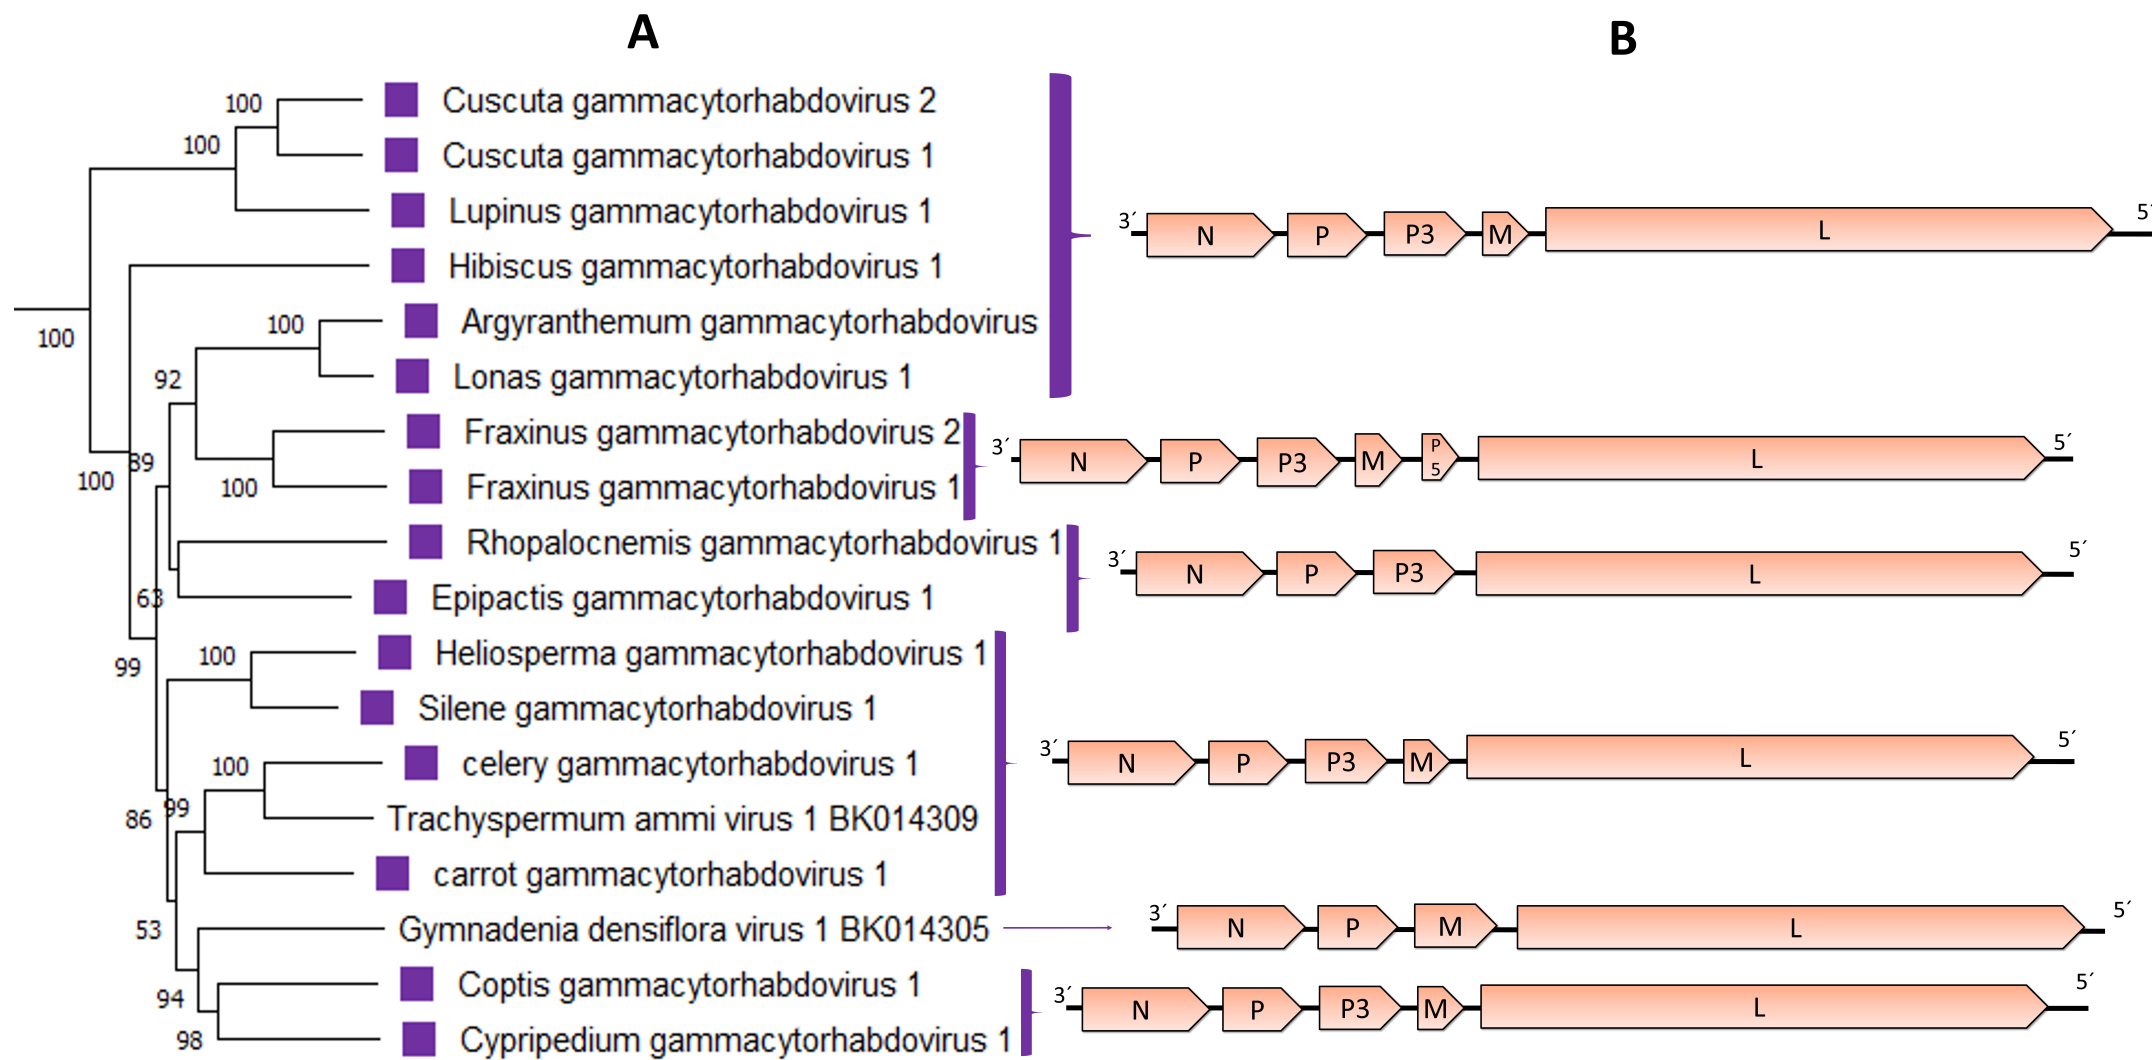 A
B
100
Cuscuta gammacytorhabdovirus 2
100
Cuscuta gammacytorhabdovirus 1
Lupinus gammacytorhabdovirus 1
3´ N P P3 M L 5´
Hibiscus gammacytorhabdovirus 1
100
100
Argyranthemum gammacytorhabdovirus
92
Lonas gammacytorhabdovirus 1
Fraxinus gammacytorhabdovirus 2
3´ N P P3 M P5 L 5´
89
100
100
Fraxinus gammacytorhabdovirus 1
Rhopalocnemis gammacytorhabdovirus 1
3´ N P P3 L 5´
63
Epipactis gammacytorhabdovirus 1
99
100
Heliosperma gammacytorhabdovirus 1
Silene gammacytorhabdovirus 1
3´ N P P3 M L 5´
100
celery gammacytorhabdovirus 1
86
99
Trachyspermum ammi virus 1 BK014309
carrot gammacytorhabdovirus 1
53
Gymnadenia densiflora virus 1 BK014305
3´ N P M L 5´
94
Coptis gammacytorhabdovirus 1
3´ N P P3 M L 5´
98
Cypripedium gammacytorhabdovirus 1